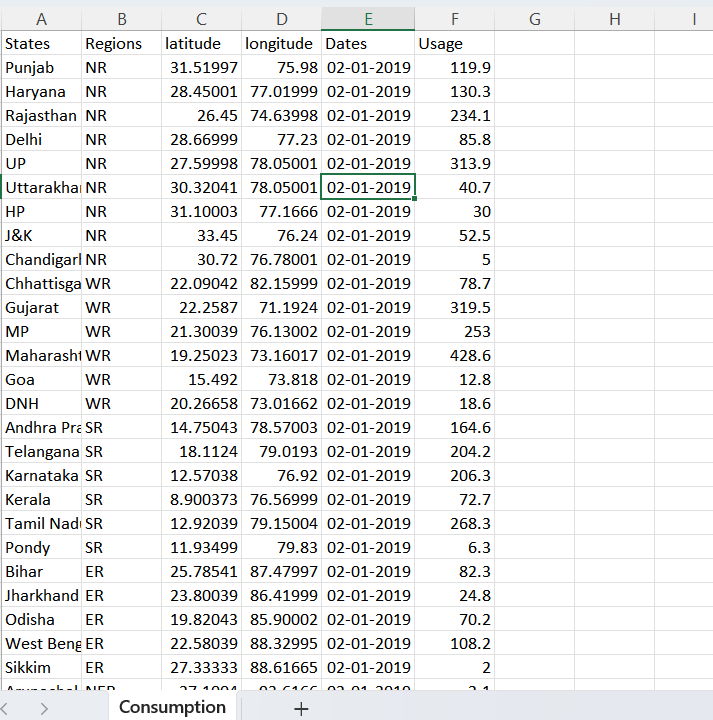 A B C D E F G H I
States Regions latitude longitude Dates Usage
Punjab NR 31.51997 75.98 02-01-2019 119.9
Haryana NR 28.45001 77.01999 02-01-2019 130.3
Rajasthan NR 26.45 74.63998 02-01-2019 234.1
Delhi NR 28.66999 77.23 02-01-2019 85.8
UP NR 27.59998 78.05001 02-01-2019 313.9
Uttarakha NR 30.32041 78.05001 02-01-2019 40.7
HP NR 31.10003 77.1666 02-01-2019 30
J&K NR 33.45 76.24 02-01-2019 52.5
Chandigarl NR 30.72 76.78001 02-01-2019 5
Chhattisga WR 22.09042 82.15999 02-01-2019 78.7
Gujarat WR 22.2587 71.1924 02-01-2019 319.5
MP WR 21.30039 76.13002 02-01-2019 253
Maharasht WR 19.25023 73.16017 02-01-2019 428.6
Goa WR 15.492 73.818 02-01-2019 12.8
DNH WR 20.26658 73.01662 02-01-2019 18.6
Andhra Pra SR 14.75043 78.57003 02-01-2019 164.6
Telangana SR 18.1124 79.0193 02-01-2019 204.2
Karnataka SR 12.57038 76.92 02-01-2019 206.3
Kerala SR 8.900373 76.56999 02-01-2019 72.7
Tamil Nadu SR 12.92039 79.15004 02-01-2019 268.3
Pondy SR 11.93499 79.83 02-01-2019 6.3
Bihar ER 25.78541 87.47997 02-01-2019 82.3
Jharkhand ER 23.80039 86.41999 02-01-2019 24.8
Odisha ER 19.82043 85.90002 02-01-2019 70.2
West Beng ER 22.58039 88.32995 02-01-2019 108.2
Sikkim ER 27.33333 88.61665 02-01-2019 2
Consumption